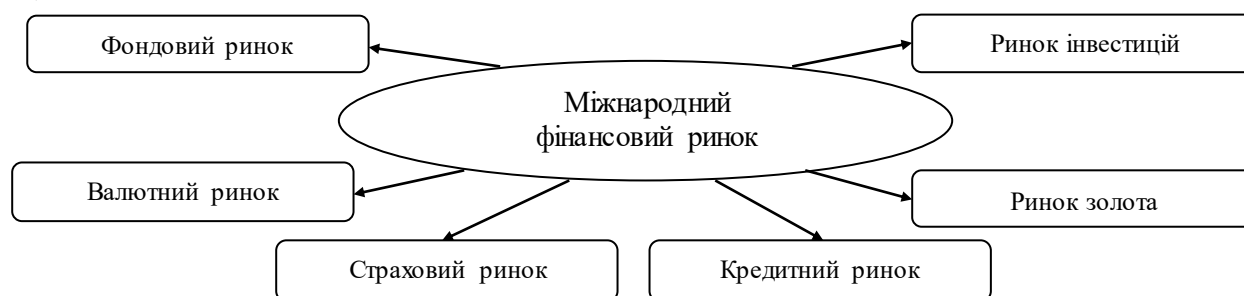 Фондовий ринок
Ринок інвестицій
Міжнародний
фінансовий ринок
Валютний ринок
Ринок золота
Страховий ринок
Кредитний ринок